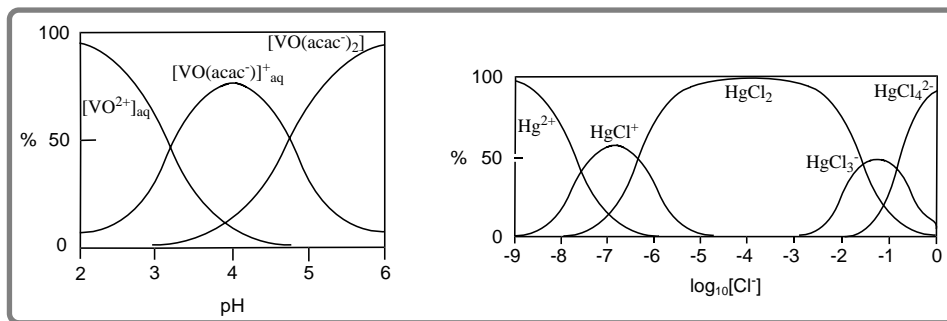 100
[VO(acac⁻)₂]
[VO(acac⁻)]⁺aq
[VO²⁺]aq
%
50
0
2 3 4 5 6
pH
100
HgCl₂
HgCl₄²⁻
Hg²⁺
HgCl⁺
%
50
HgCl₃⁻
0
-9 -8 -7 -6 -5 -4 -3 -2 -1 0
log₁₀[Cl⁻]